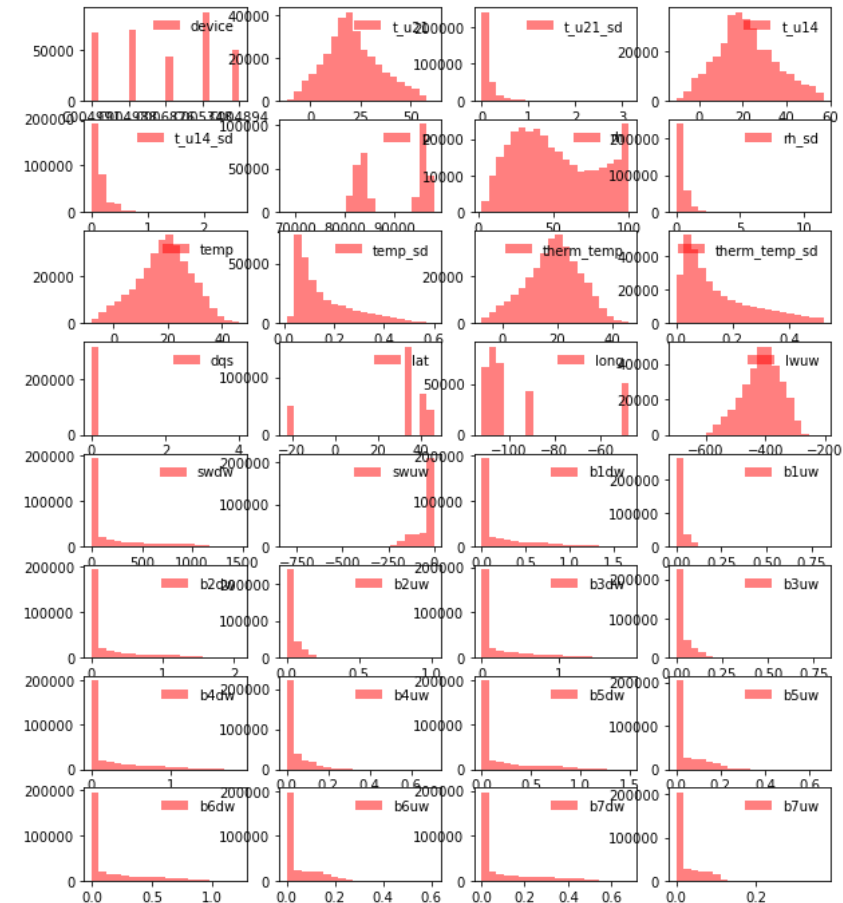 device t_u21 t_u21_sd t_u14
50000 0 40000 20000 0 200000 100000 0 20000 0
0 25 50 0 1 2 3 0 20 40 60
t_u14_sd p rh rh_sd
200000 100000 0 100000 50000 0 20000 10000 0 200000 100000 0
0 1 2 70000 80000 90000 0 50 100 0 5 10
temp temp_sd therm_temp therm_temp_sd
20000 0 50000 0 20000 0 40000 20000 0
0 20 40 0.0 0.2 0.4 0.6 0 20 40 0.0 0.2 0.4
dqs lat long lwuw
200000 0 100000 0 50000 0 40000 20000 0
0 2 4 −20 0 20 40 −100 −80 −60 −600 −400 −200
swdw swuw b1dw b1uw
200000 100000 0 200000 100000 0 200000 100000 0 200000 100000 0
0 500 1000 1500 −750 −500 −250 0 0.0 0.5 1.0 1.5 0.00 0.25 0.50 0.75
b2dw b2uw b3dw b3uw
200000 100000 0 200000 100000 0 200000 100000 0 200000 100000 0
0 1 2 0.0 0.5 1.0 0 1 0.00 0.25 0.50 0.75
b4dw b4uw b5dw b5uw
200000 100000 0 200000 100000 0 200000 100000 0 200000 100000 0
0 1 0.0 0.2 0.4 0.6 0.0 0.5 1.0 1.5 0.0 0.2 0.4 0.6
b6dw b6uw b7dw b7uw
200000 100000 0 200000 100000 0 200000 100000 0 200000 100000 0
0.0 0.5 1.0 0.0 0.2 0.4 0.6 0.0 0.2 0.4 0.6 0.0 0.2